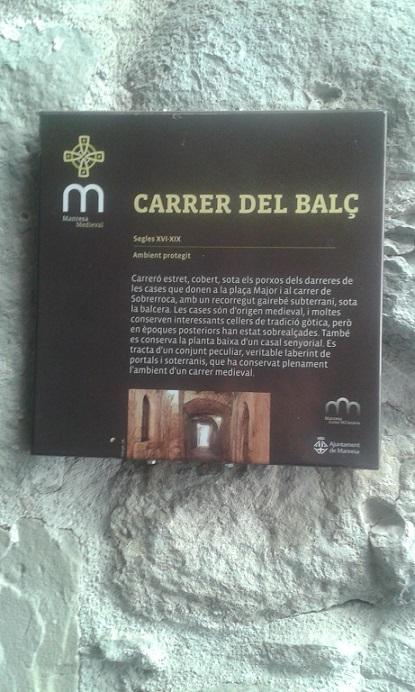 m
Manresa
Medieval
CARRER DEL BALÇ
Segles XVI-XIX
Ambient protegit
Carreró estret, cobert, sota els porxos dels darreres de
les cases que donen a la plaça Major i al carrer de
Sobrerroca, amb un recorregut gairebé subterrani, sota
la balcera. Les cases són d'origen medieval, i moltes
conserven interessants cellers de tradició gòtica, però
en èpoques posteriors han estat sobrealçades. També
es conserva la planta baixa d'un casal senyorial. Es
tracta d'un conjunt peculiar, veritable laberint de
portals i soterranis, que ha conservat plenament
l'ambient d'un carrer medieval.
Manresa
Ajuntament
de Manresa